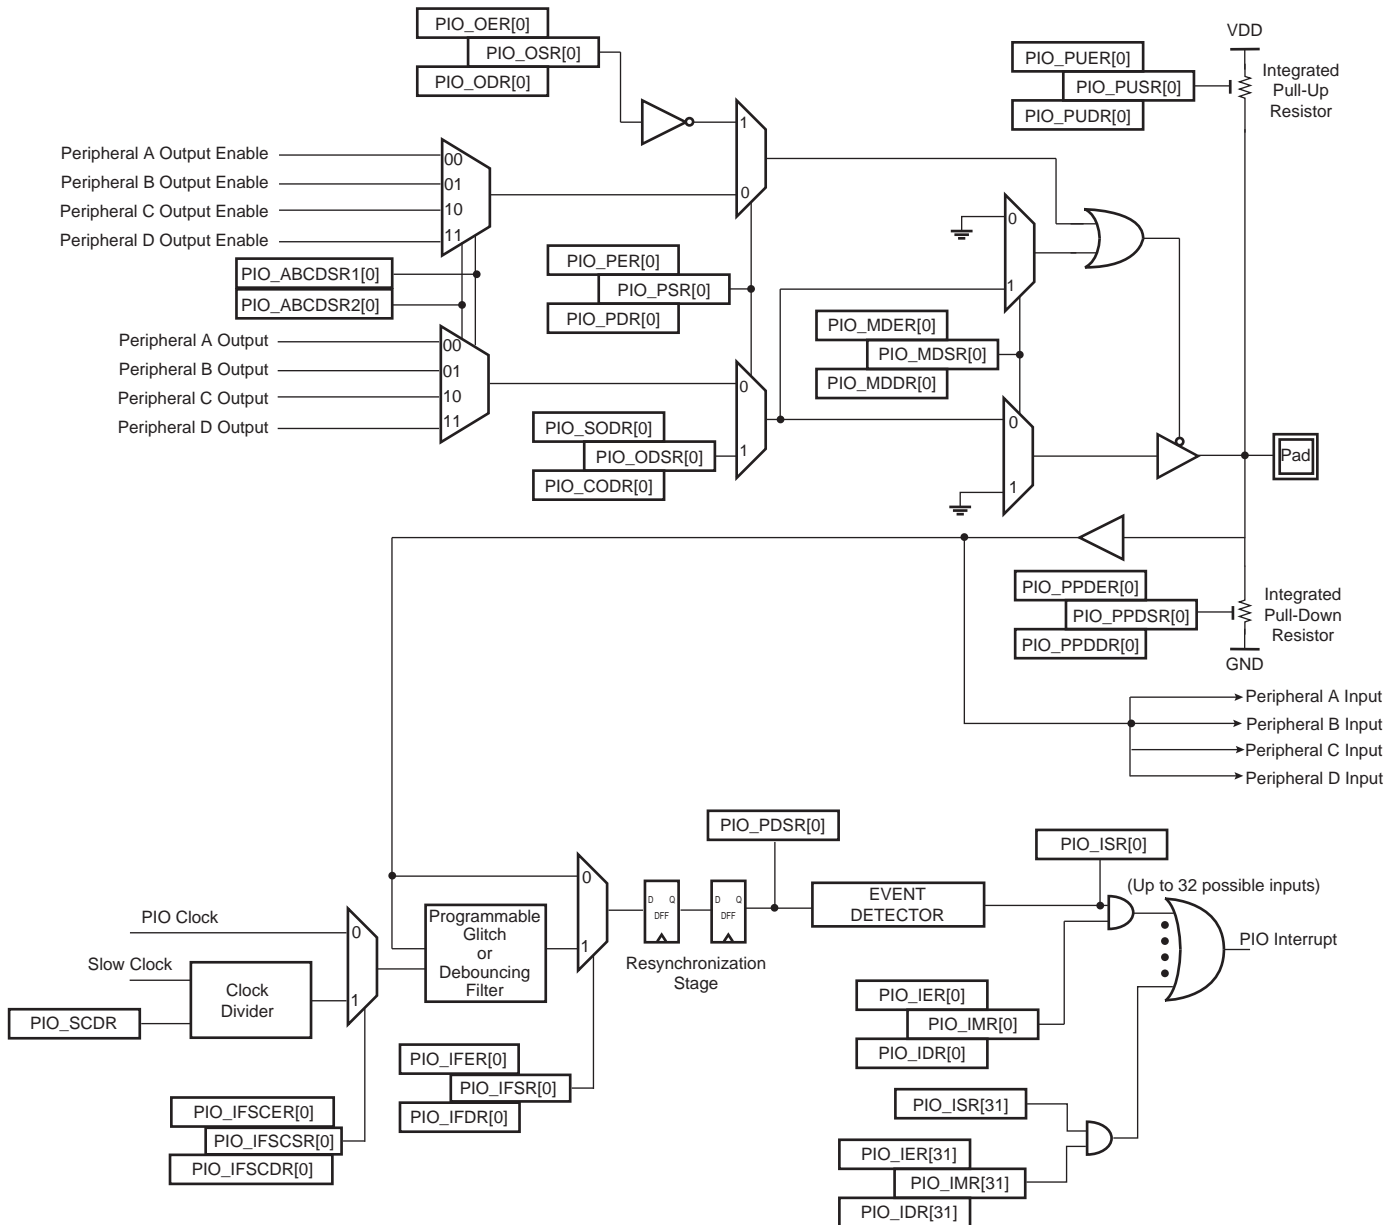 PIO_OER[0]
PIO_OSR[0]
PIO_ODR[0]
1
0
Peripheral A Output Enable
Peripheral B Output Enable
Peripheral C Output Enable
Peripheral D Output Enable
00
01
10
11
PIO_ABCDSR1[0]
PIO_ABCDSR2[0]
Peripheral A Output
Peripheral B Output
Peripheral C Output
Peripheral D Output
00
01
10
11
PIO_PER[0]
PIO_PSR[0]
PIO_PDR[0]
0
1
PIO_SODR[0]
PIO_ODSR[0]
PIO_CODR[0]
0
1
PIO_MDER[0]
PIO_MDSR[0]
PIO_MDDR[0]
0
1
PIO_PUER[0]
PIO_PUSR[0]
PIO_PUDR[0]
VDD
Integrated
Pull-Up
Resistor
Pad
PIO_PPDER[0]
PIO_PPDSR[0]
PIO_PPDDR[0]
Integrated
Pull-Down
Resistor
GND
Peripheral A Input
Peripheral B Input
Peripheral C Input
Peripheral D Input
PIO Clock
Slow Clock
PIO_SCDR
Clock
Divider
0
1
PIO_IFSCER[0]
PIO_IFSCSR[0]
PIO_IFSCDR[0]
Programmable
Glitch
or
Debouncing
Filter
PIO_IFER[0]
PIO_IFSR[0]
PIO_IFDR[0]
0
1
D Q
DFF
D Q
DFF
Resynchronization
Stage
PIO_PDSR[0]
EVENT
DETECTOR
PIO_ISR[0]
(Up to 32 possible inputs)
PIO Interrupt
PIO_IER[0]
PIO_IMR[0]
PIO_IDR[0]
PIO_ISR[31]
PIO_IER[31]
PIO_IMR[31]
PIO_IDR[31]